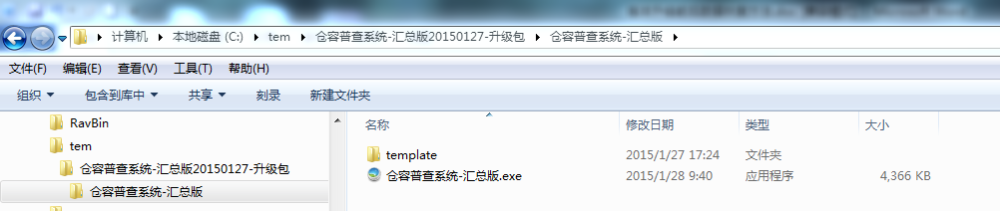 计算机 本地磁盘 (C:) tem 仓容普查系统-汇总版20150127-升级包 仓容普查系统-汇总版
文件(F) 编辑(E) 查看(V) 工具(T) 帮助(H)
组织 包含到库中 共享 刻录 新建文件夹
RavBin
tem
仓容普查系统-汇总版20150127-升级包
仓容普查系统-汇总版
名称 修改日期 类型 大小
template 2015/1/27 17:24 文件夹
仓容普查系统-汇总版.exe 2015/1/28 9:40 应用程序 4,366 KB